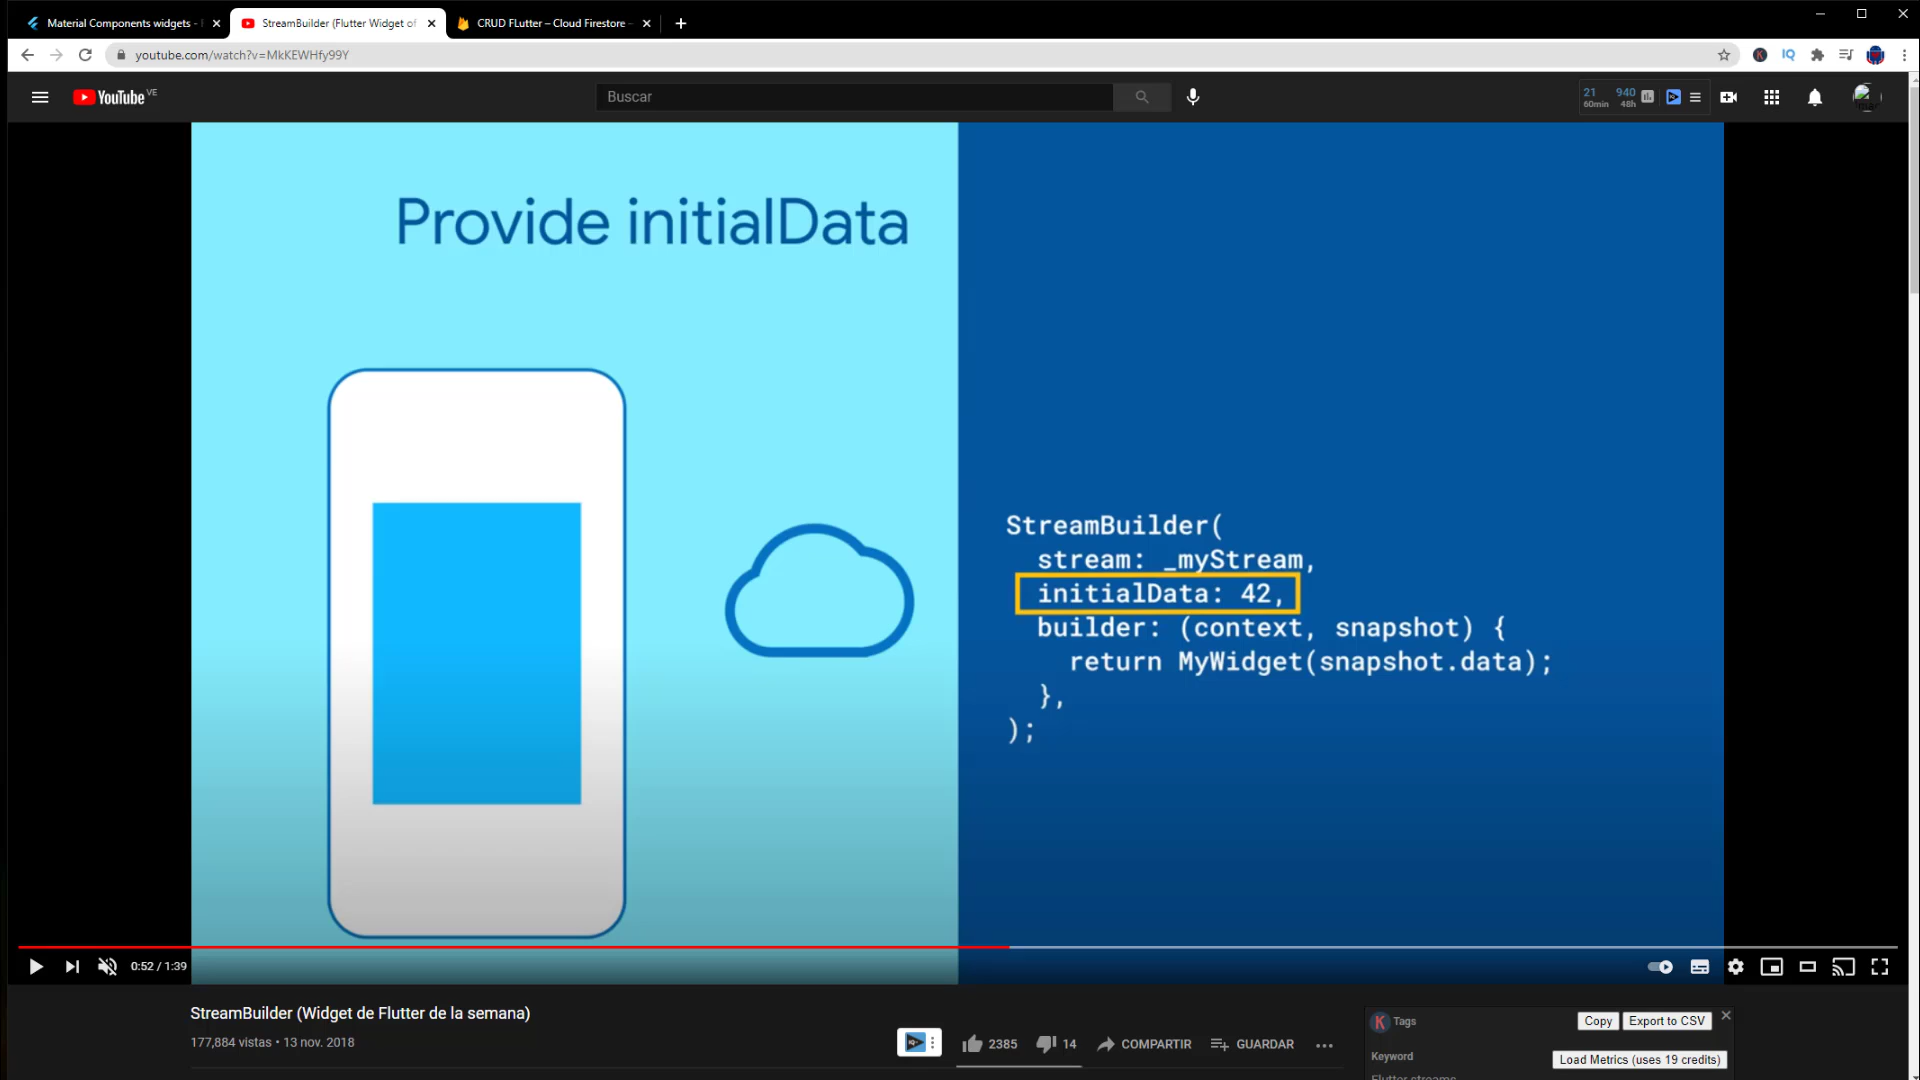 Material Components widgets -
StreamBuilder (Flutter Widget of
CRUD FLutter – Cloud Firestore
youtube.com/watch?v=MkKEWHfy99Y
YouTube VE
Buscar
21 940
60min 48h
Provide initialData
StreamBuilder(
stream: _myStream,
initialData: 42,
builder: (context, snapshot) {
return MyWidget(snapshot.data);
},
);
0:52 / 1:39
StreamBuilder (Widget de Flutter de la semana)
177,884 vistas • 13 nov. 2018
2385
14
COMPARTIR
GUARDAR
K Tags
Copy
Export to CSV
Keyword
Load Metrics (uses 19 credits)
Flutter streams